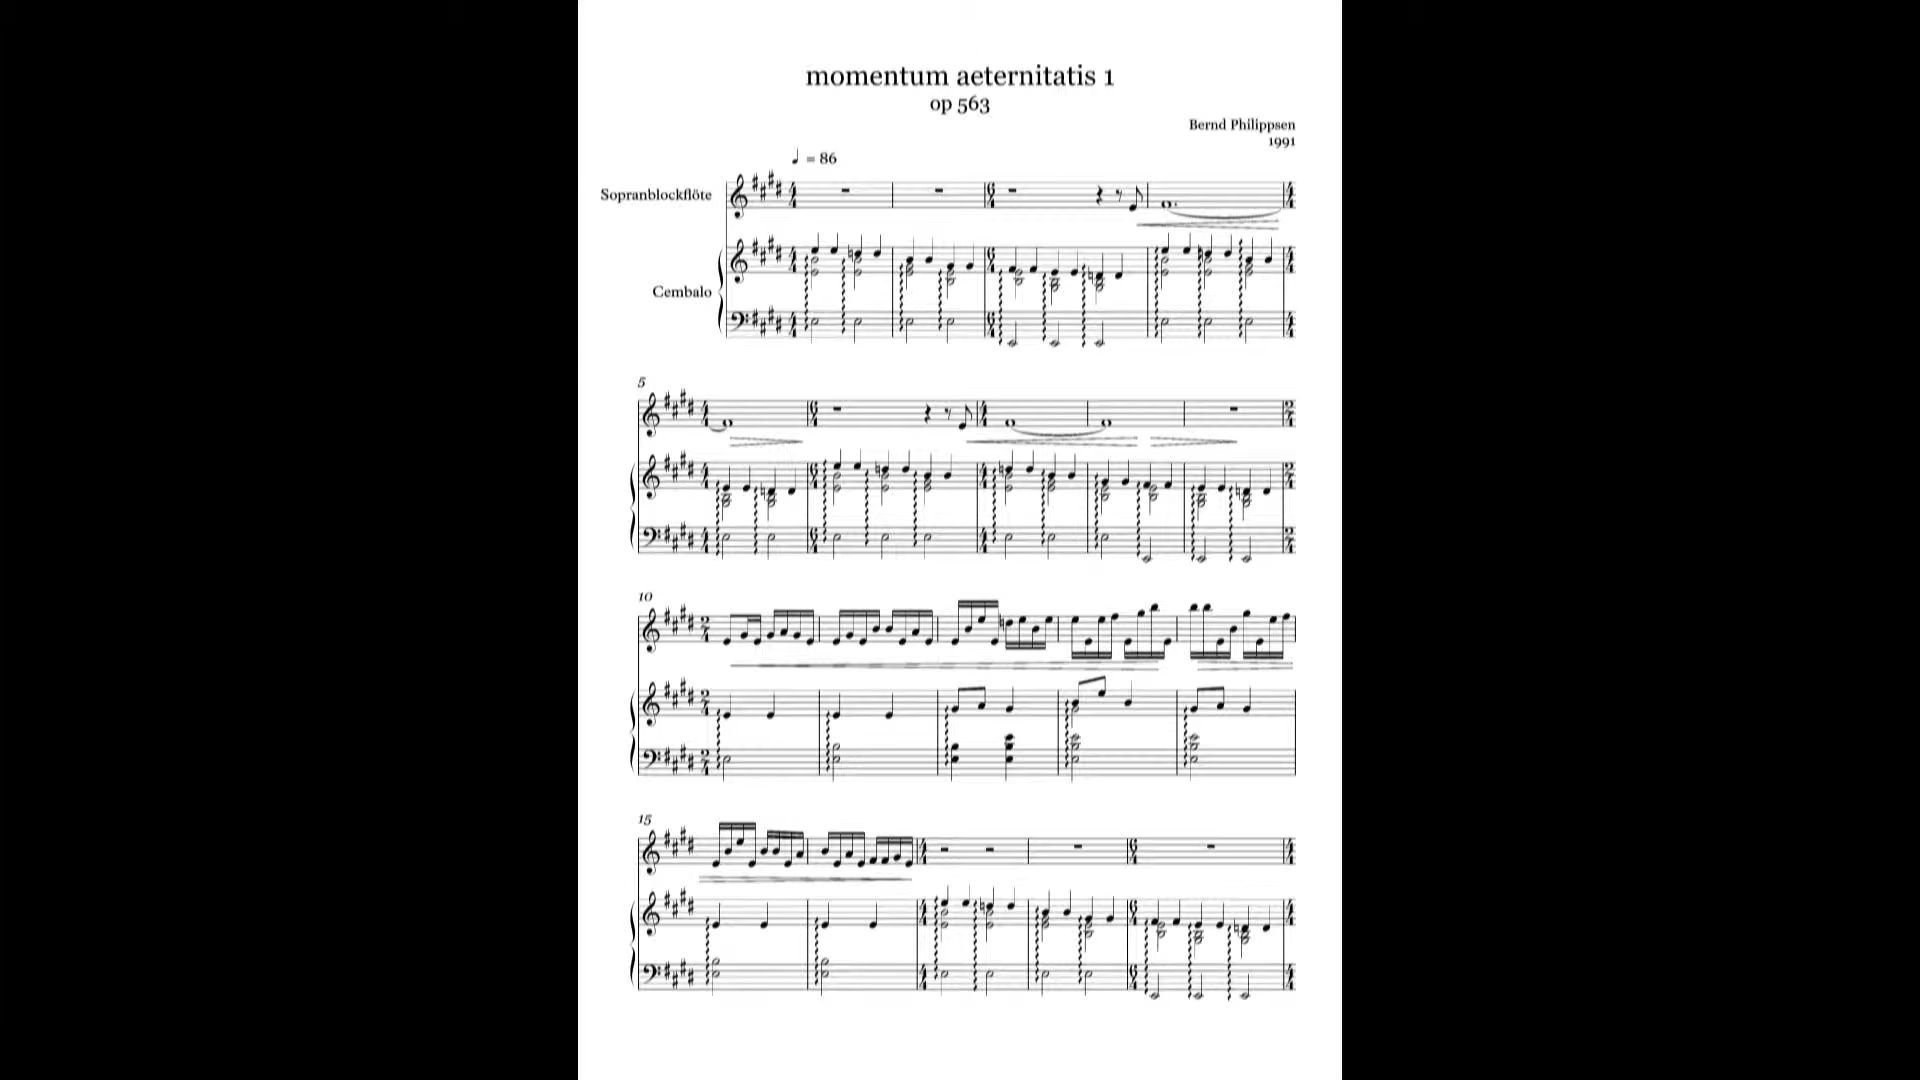 momentum aeternitatis 1
op 563
Bernd Philippsen
1991
♩ = 86
Sopranblockflöte
Cembalo
5
10
15